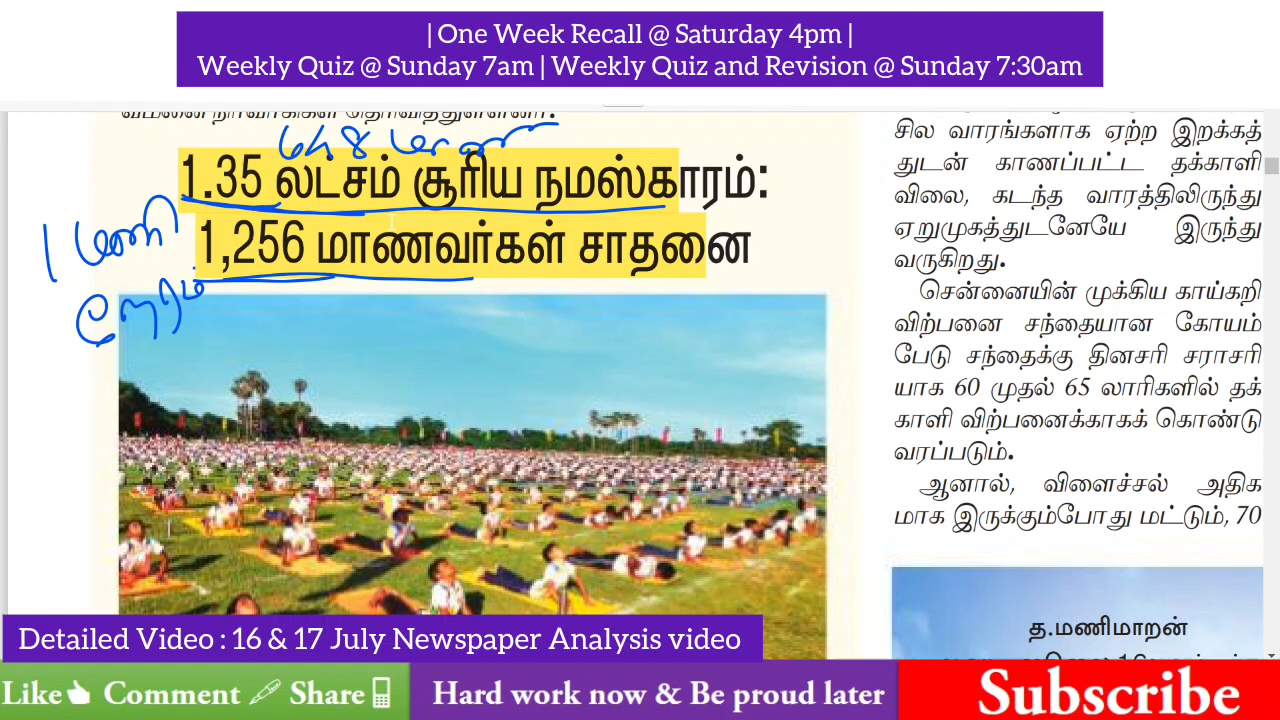 | One Week Recall @ Saturday 4pm |
Weekly Quiz @ Sunday 7am | Weekly Quiz and Revision @ Sunday 7:30am
648
1.35 லட்சம் சூரிய நமஸ்காரம்:
1,256 மாணவர்கள் சாதனை
1 மணி
நேரம்
சில வாரங்களாக ஏற்ற இறக்கத்
துடன் காணப்பட்ட தக்காளி
விலை, கடந்த வாரத்திலிருந்து
ஏறுமுகத்துடனேயே இருந்து
வருகிறது.
சென்னையின் முக்கிய காய்கறி
விற்பனை சந்தையான கோயம்
பேடு சந்தைக்கு தினசரி சராசரி
யாக 60 முதல் 65 லாரிகளில் தக்
காளி விற்பனைக்காகக் கொண்டு
வரப்படும்.
ஆனால், விளைச்சல் அதிக
மாக இருக்கும்போது மட்டும், 70
த.மணிமாறன்
Detailed Video : 16 & 17 July Newspaper Analysis video
Like Comment Share
Hard work now & Be proud later
Subscribe